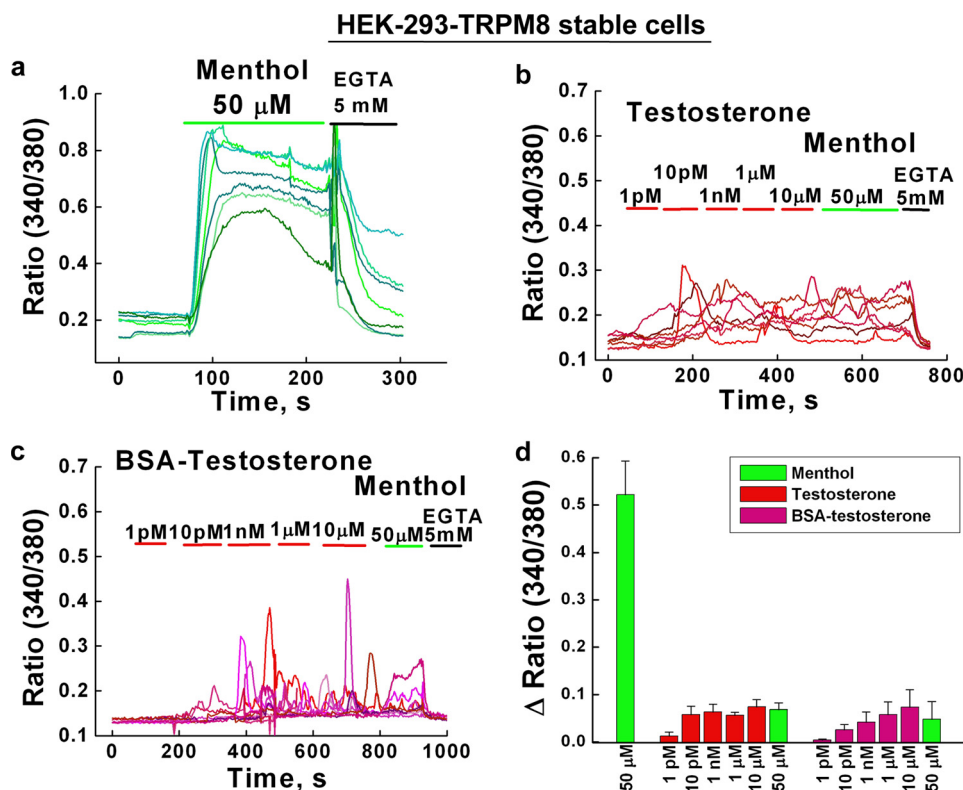 HEK-293-TRPM8 stable cells
a
Menthol
50 µM
EGTA
5 mM
1.0
0.8
0.6
0.4
0.2
Ratio (340/380)
0
100
200
300
Time, s
b
Testosterone
Menthol
10pM
1µM
EGTA
1pM
1nM
10µM
50µM
5mM
0.7
0.6
0.5
0.4
0.3
0.2
0.1
Ratio (340/380)
0
200
400
600
800
Time, s
c
BSA-Testosterone
Menthol
EGTA
1pM
10pM
1nM
1µM
10µM
50µM
5mM
0.7
0.6
0.5
0.4
0.3
0.2
0.1
Ratio (340/380)
0
200
400
600
800
1000
Time, s
d
Menthol
Testosterone
BSA-testosterone
0.6
0.5
0.4
0.3
0.2
0.1
0.0
Δ Ratio (340/380)
50 µM
1 pM
10 pM
1 nM
1 µM
10 µM
50 µM
1 pM
10 pM
1 nM
1 µM
10 µM
50 µM